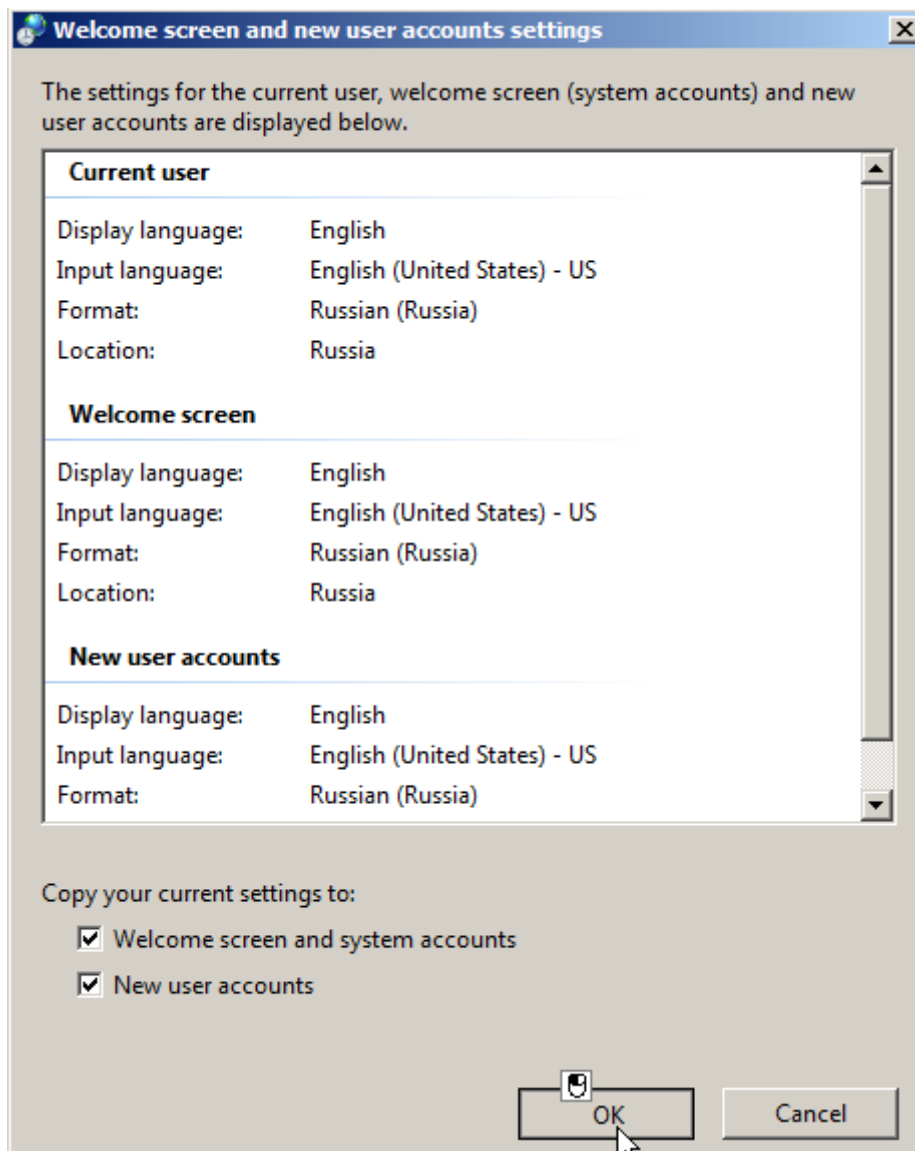 Welcome screen and new user accounts settings
The settings for the current user, welcome screen (system accounts) and new
user accounts are displayed below.
Current user
Display language: English
Input language: English (United States) - US
Format: Russian (Russia)
Location: Russia
Welcome screen
Display language: English
Input language: English (United States) - US
Format: Russian (Russia)
Location: Russia
New user accounts
Display language: English
Input language: English (United States) - US
Format: Russian (Russia)
Copy your current settings to:
Welcome screen and system accounts
New user accounts
OK Cancel